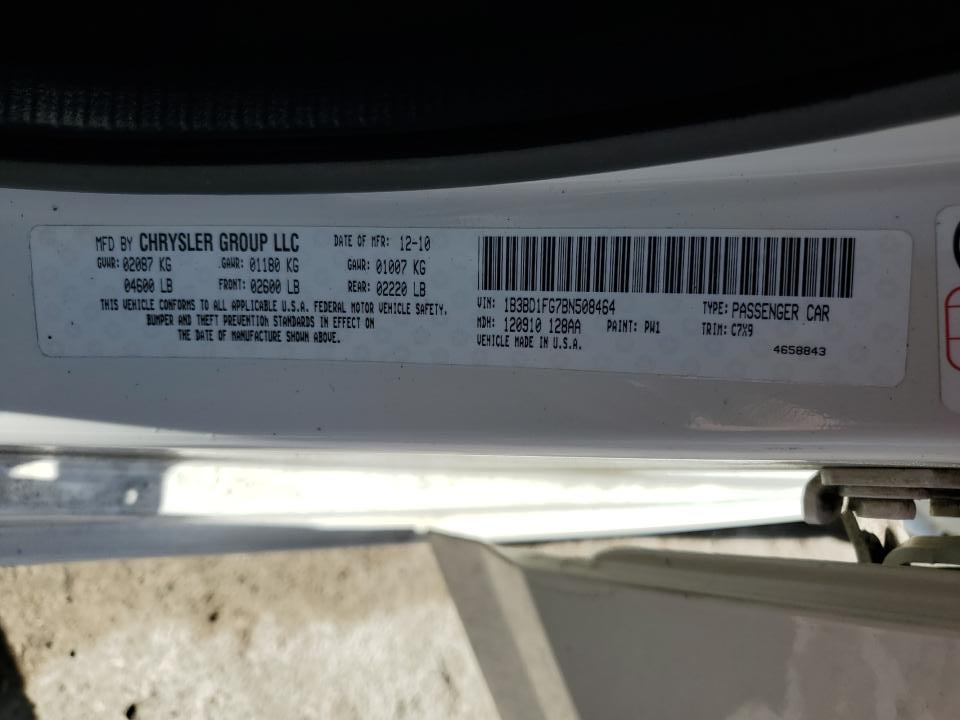 MFD BY CHRYSLER GROUP LLC DATE OF MFR: 12-10
GVWR: 02087 KG GAWR: 01180 KG GAWR: 01007 KG
04600 LB FRONT: 02600 LB REAR: 02220 LB
THIS VEHICLE CONFORMS TO ALL APPLICABLE U.S.A. FEDERAL MOTOR VEHICLE SAFETY.
BUMPER AND THEFT PREVENTION STANDARDS IN EFFECT ON
THE DATE OF MANUFACTURE SHOWN ABOVE.
VIN: 1B3BD1FG7BN508464 TYPE: PASSENGER CAR
MDH: 120910 128AA PAINT: PW1 TRIM: C7X9
VEHICLE MADE IN U.S.A.
4658843